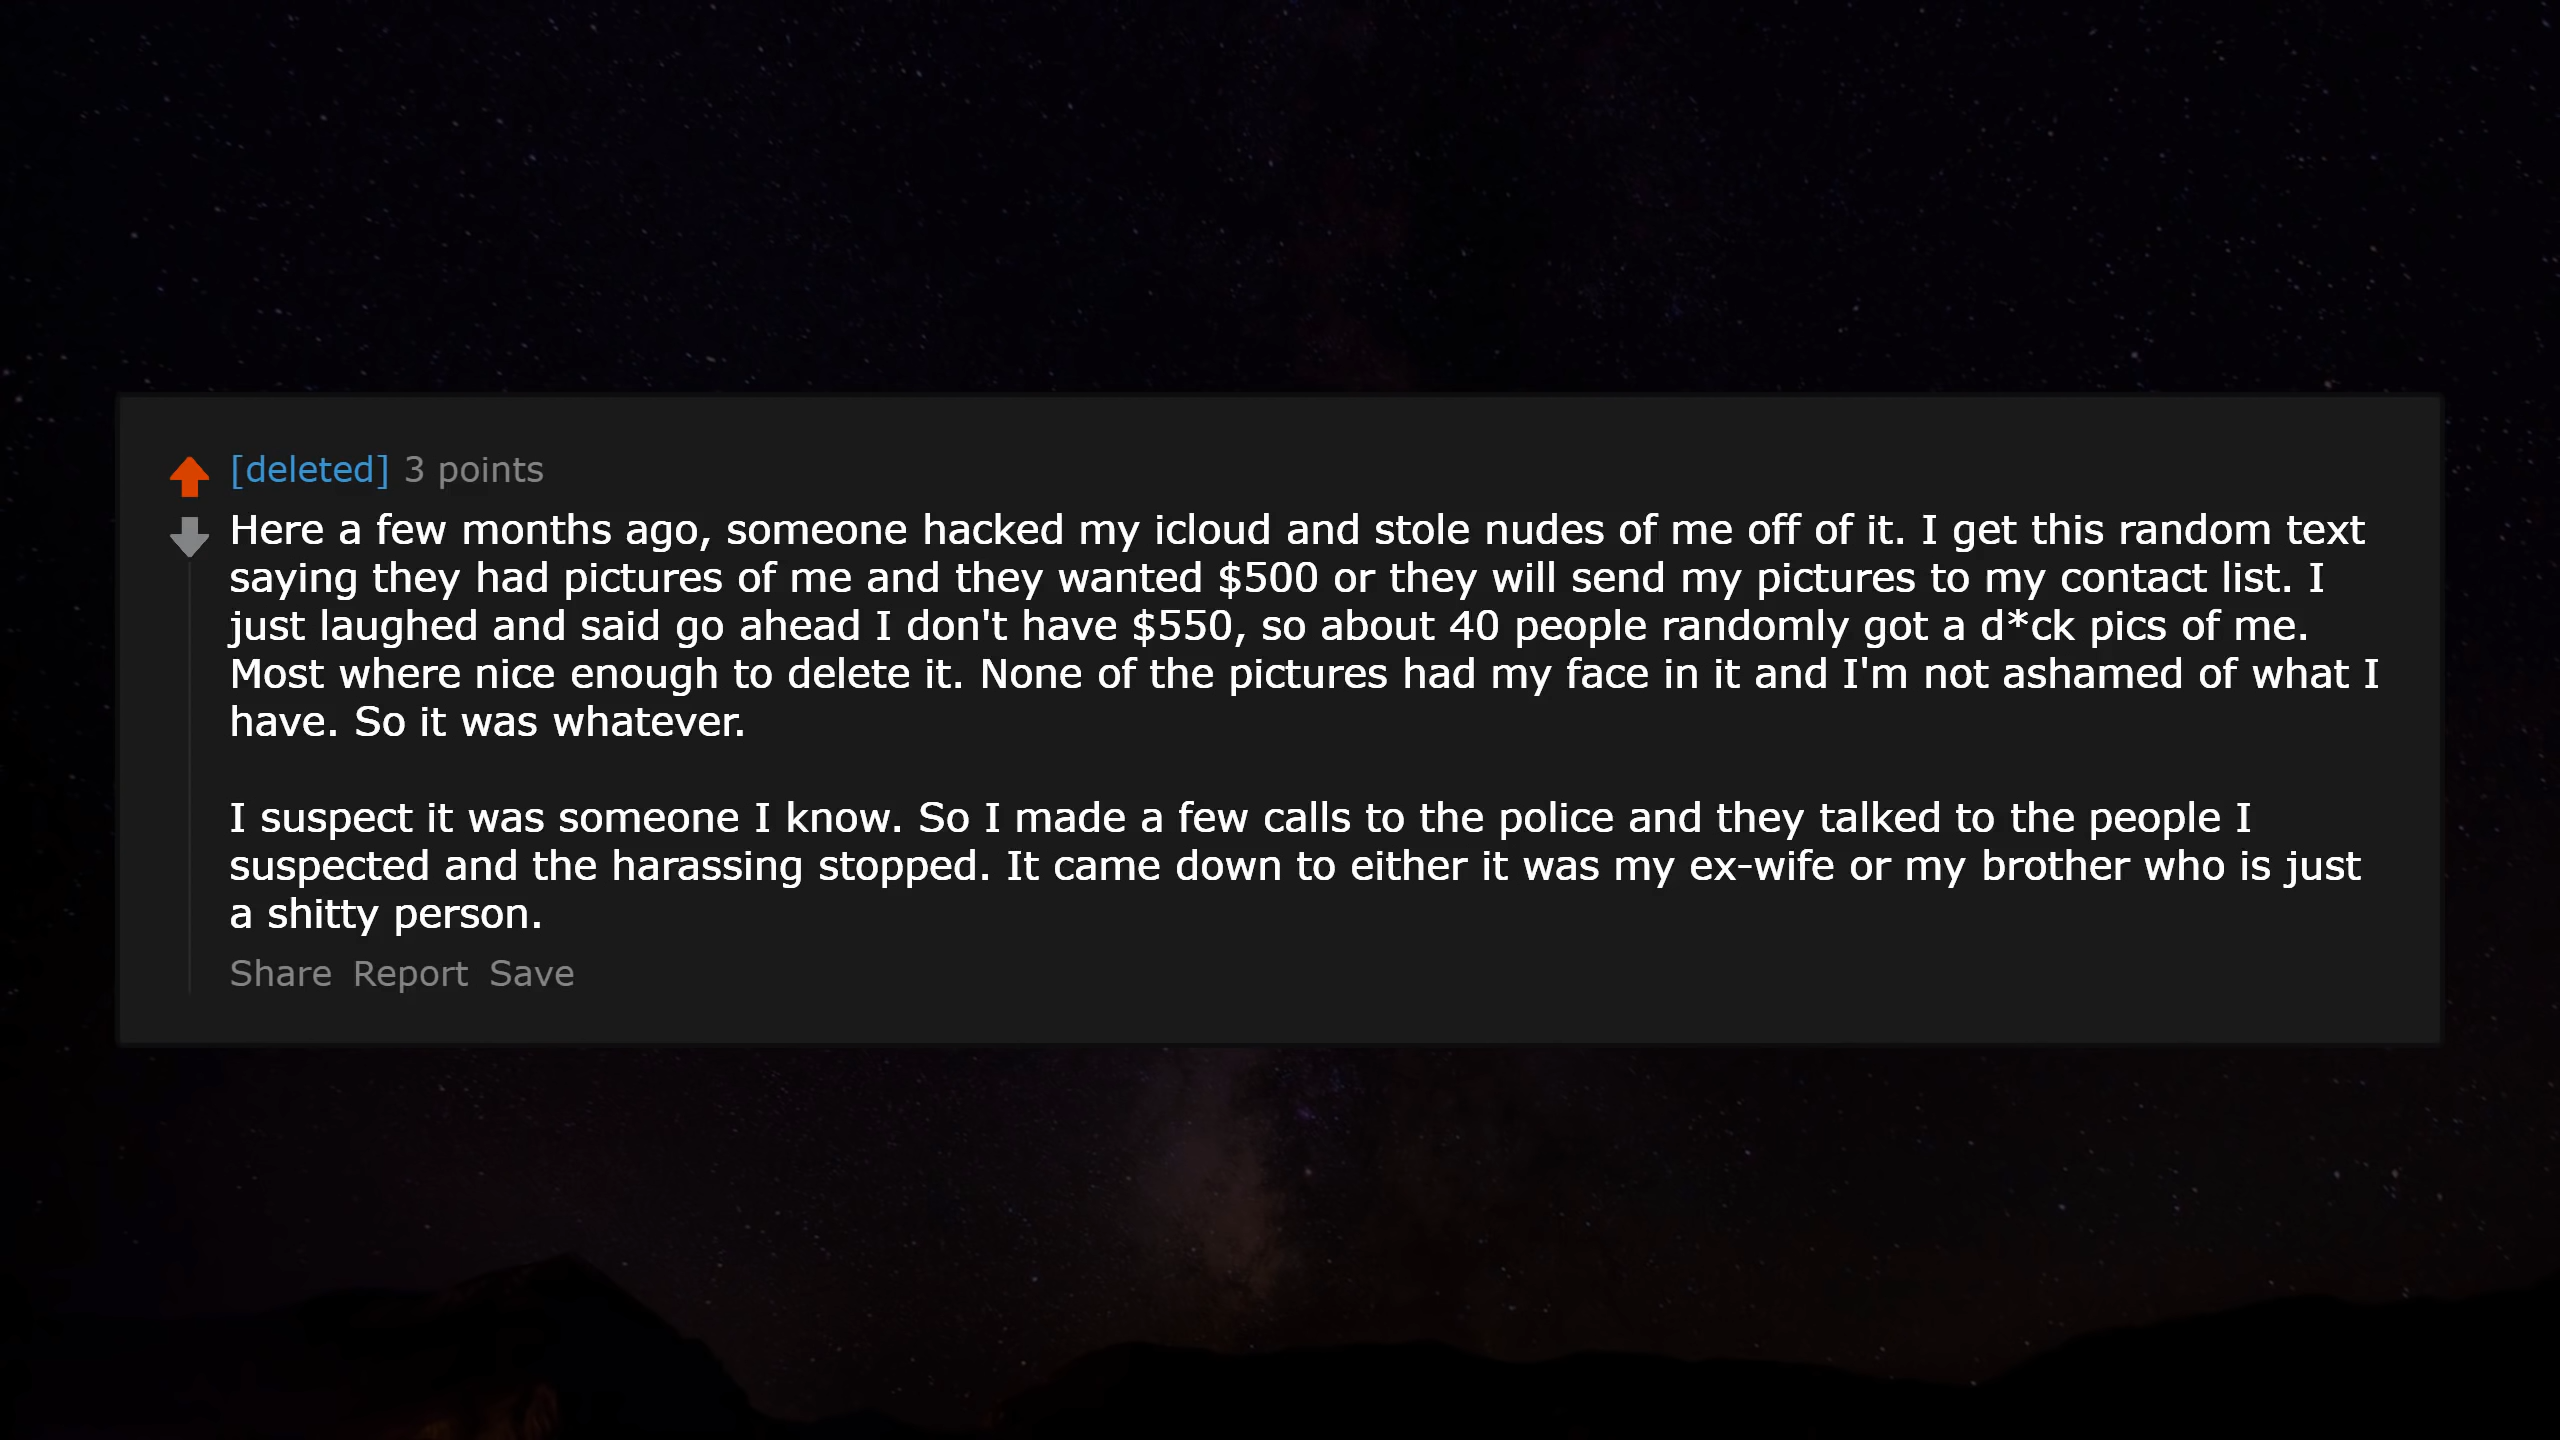 [deleted] 3 points
Here a few months ago, someone hacked my icloud and stole nudes of me off of it. I get this random text
saying they had pictures of me and they wanted $500 or they will send my pictures to my contact list. I
just laughed and said go ahead I don't have $550, so about 40 people randomly got a d*ck pics of me.
Most where nice enough to delete it. None of the pictures had my face in it and I'm not ashamed of what I
have. So it was whatever.
I suspect it was someone I know. So I made a few calls to the police and they talked to the people I
suspected and the harassing stopped. It came down to either it was my ex-wife or my brother who is just
a shitty person.
Share Report Save